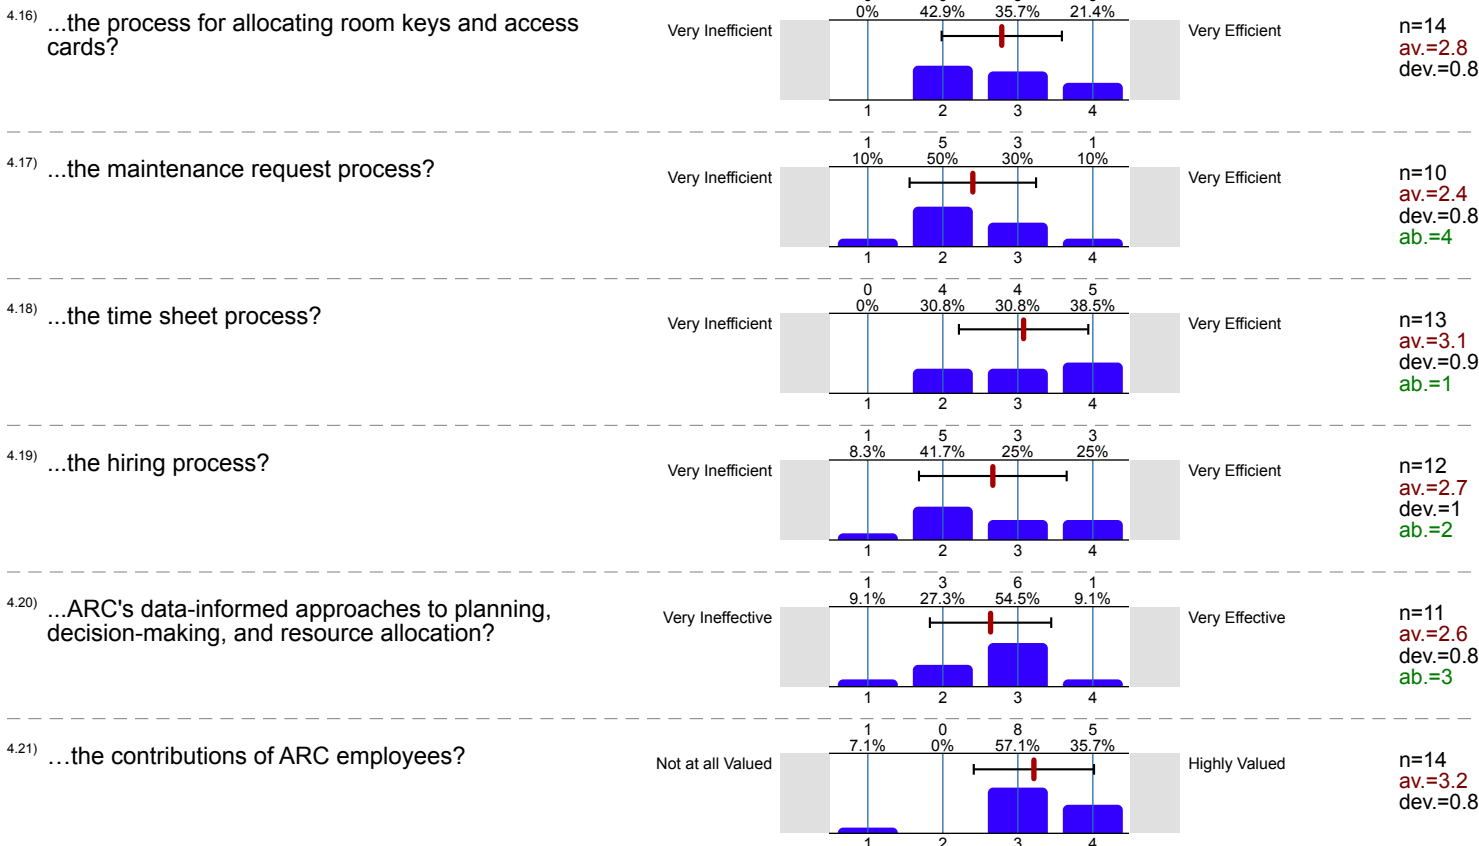 0% 42.9% 35.7% 21.4%
4.16) ...the process for allocating room keys and access
cards?
Very Inefficient
Very Efficient
n=14
av.=2.8
dev.=0.8
1 2 3 4
1 5 3 1
10% 50% 30% 10%
4.17) ...the maintenance request process?
Very Inefficient
Very Efficient
n=10
av.=2.4
dev.=0.8
ab.=4
1 2 3 4
0 4 4 5
0% 30.8% 30.8% 38.5%
4.18) ...the time sheet process?
Very Inefficient
Very Efficient
n=13
av.=3.1
dev.=0.9
ab.=1
1 2 3 4
1 5 3 3
8.3% 41.7% 25% 25%
4.19) ...the hiring process?
Very Inefficient
Very Efficient
n=12
av.=2.7
dev.=1
ab.=2
1 2 3 4
1 3 6 1
9.1% 27.3% 54.5% 9.1%
4.20) ...ARC's data-informed approaches to planning,
decision-making, and resource allocation?
Very Ineffective
Very Effective
n=11
av.=2.6
dev.=0.8
ab.=3
1 2 3 4
1 0 8 5
7.1% 0% 57.1% 35.7%
4.21) …the contributions of ARC employees?
Not at all Valued
Highly Valued
n=14
av.=3.2
dev.=0.8
1 2 3 4